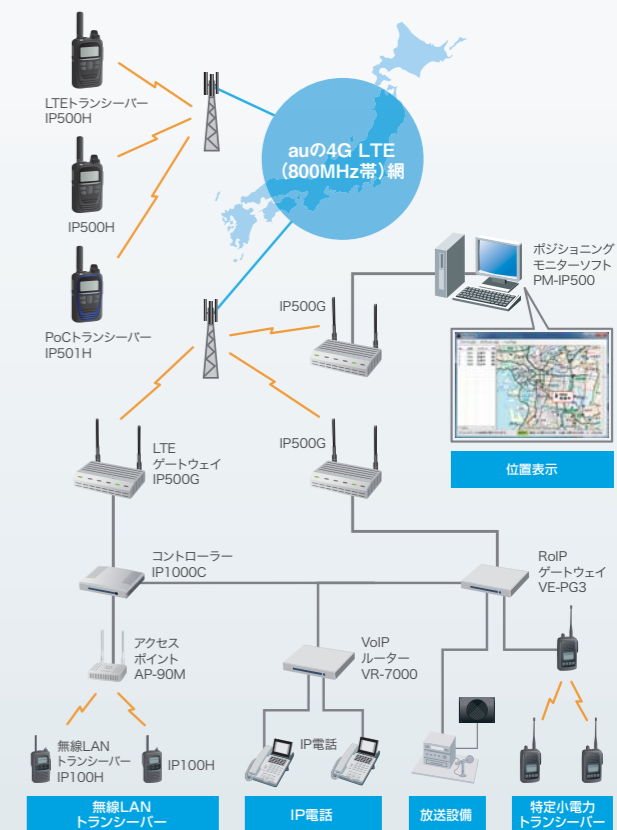 LTEトランシーバー
IP500H
IP500H
PoCトランシーバー
IP501H
auの4G LTE
(800MHz帯)網
ポジショニング
モニターソフト
PM-IP500
IP500G
位置表示
LTE
ゲートウェイ
IP500G
IP500G
コントローラー
IP1000C
RoIP
ゲートウェイ
VE-PG3
アクセス
ポイント
AP-90M
VoIP
ルーター
VR-7000
無線LAN
トランシーバー
IP100H
IP100H
IP電話
無線LAN
トランシーバー
IP電話
放送設備
特定小電力
トランシーバー